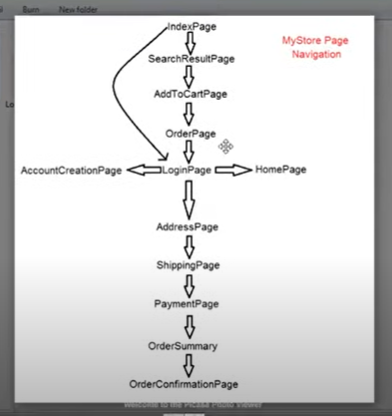 Burn New folder
IndexPage
MyStore Page
Navigation
SearchResultPage
AddToCartPage
OrderPage
Lo
AccountCreationPage LoginPage HomePage
AddressPage
ShippingPage
PaymentPage
OrderSummary
OrderConfirmationPage
Welcome to the Picasa Photo Viewer